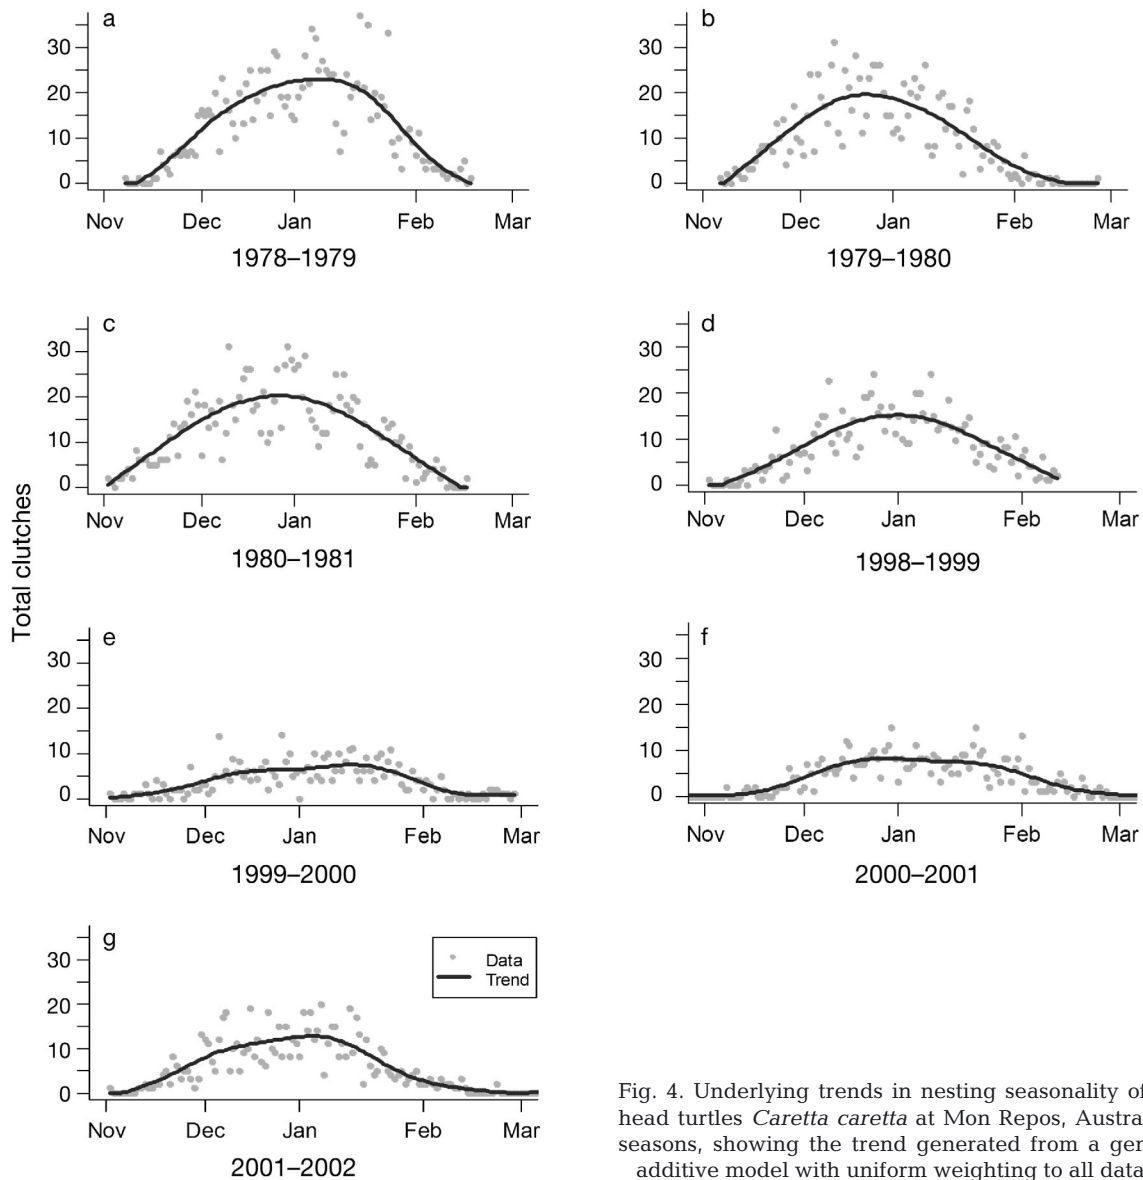 Total clutches
a
30
20
10
0
Nov Dec Jan Feb Mar
1978–1979
b
30
20
10
0
Nov Dec Jan Feb Mar
1979–1980
c
30
20
10
0
Nov Dec Jan Feb Mar
1980–1981
d
30
20
10
0
Nov Dec Jan Feb Mar
1998–1999
e
30
20
10
0
Nov Dec Jan Feb Mar
1999–2000
f
30
20
10
0
Nov Dec Jan Feb Mar
2000–2001
g
30
20
10
0
Nov Dec Jan Feb Mar
2001–2002
Data
Trend
Fig. 4. Underlying trends in nesting seasonality of
head turtles Caretta caretta at Mon Repos, Austra
seasons, showing the trend generated from a gen
additive model with uniform weighting to all data